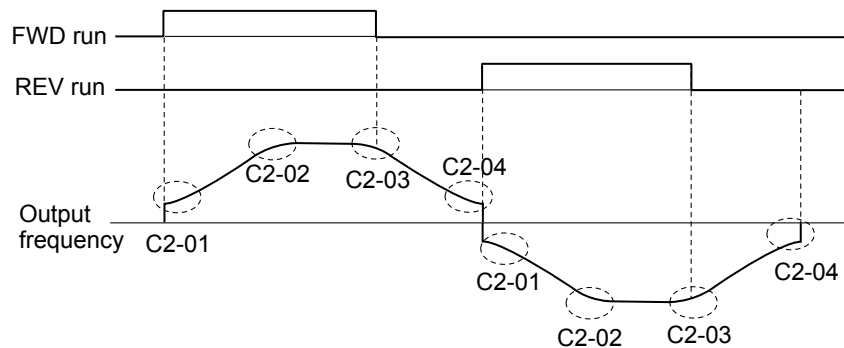 FWD run
REV run
C2-02
C2-03
C2-04
Output
frequency
C2-01
C2-01
C2-04
C2-02
C2-03